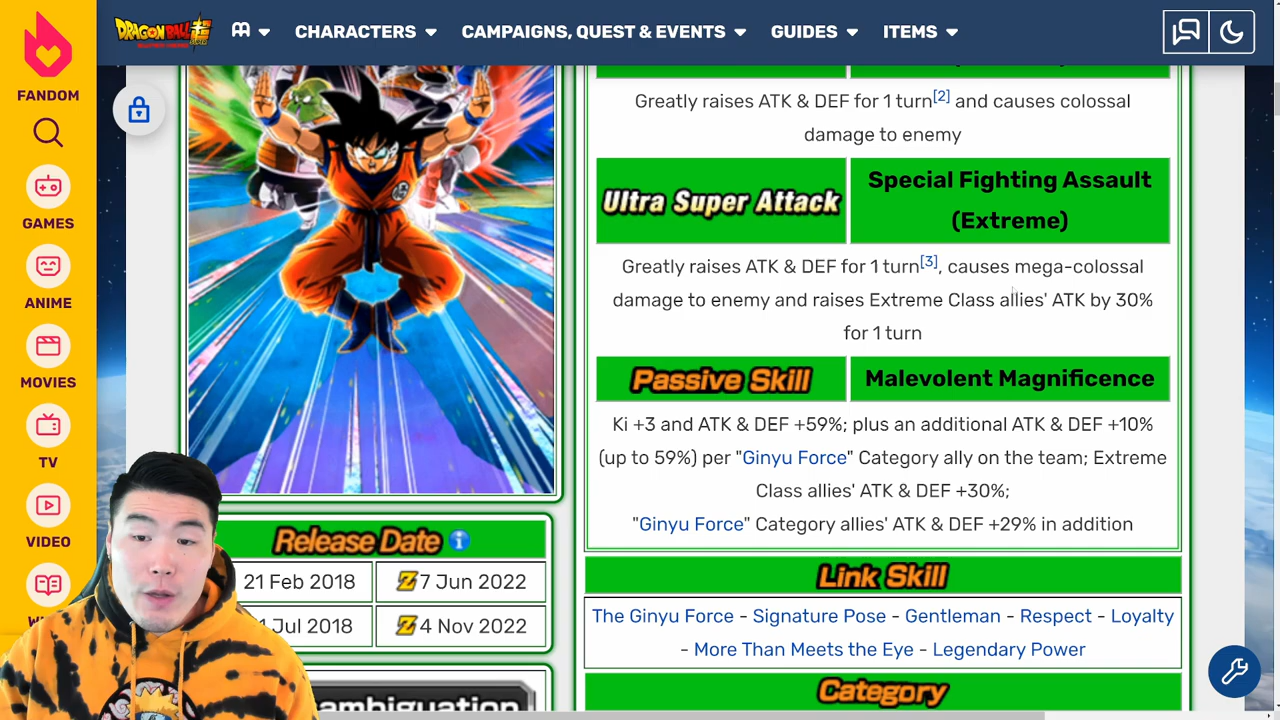 DRAGONBALL
CHARACTERS
CAMPAIGNS, QUEST & EVENTS
GUIDES
ITEMS
FANDOM
GAMES
ANIME
MOVIES
TV
VIDEO
Greatly raises ATK & DEF for 1 turn[2] and causes colossal
damage to enemy
Ultra Super Attack
Special Fighting Assault
(Extreme)
Greatly raises ATK & DEF for 1 turn[3], causes mega-colossal
damage to enemy and raises Extreme Class allies' ATK by 30%
for 1 turn
Passive Skill
Malevolent Magnificence
Ki +3 and ATK & DEF +59%; plus an additional ATK & DEF +10%
(up to 59%) per "Ginyu Force" Category ally on the team; Extreme
Class allies' ATK & DEF +30%;
"Ginyu Force" Category allies' ATK & DEF +29% in addition
Link Skill
The Ginyu Force - Signature Pose - Gentleman - Respect - Loyalty
- More Than Meets the Eye - Legendary Power
Category
Release Date
21 Feb 2018
Z 7 Jun 2022
Jul 2018
Z 4 Nov 2022